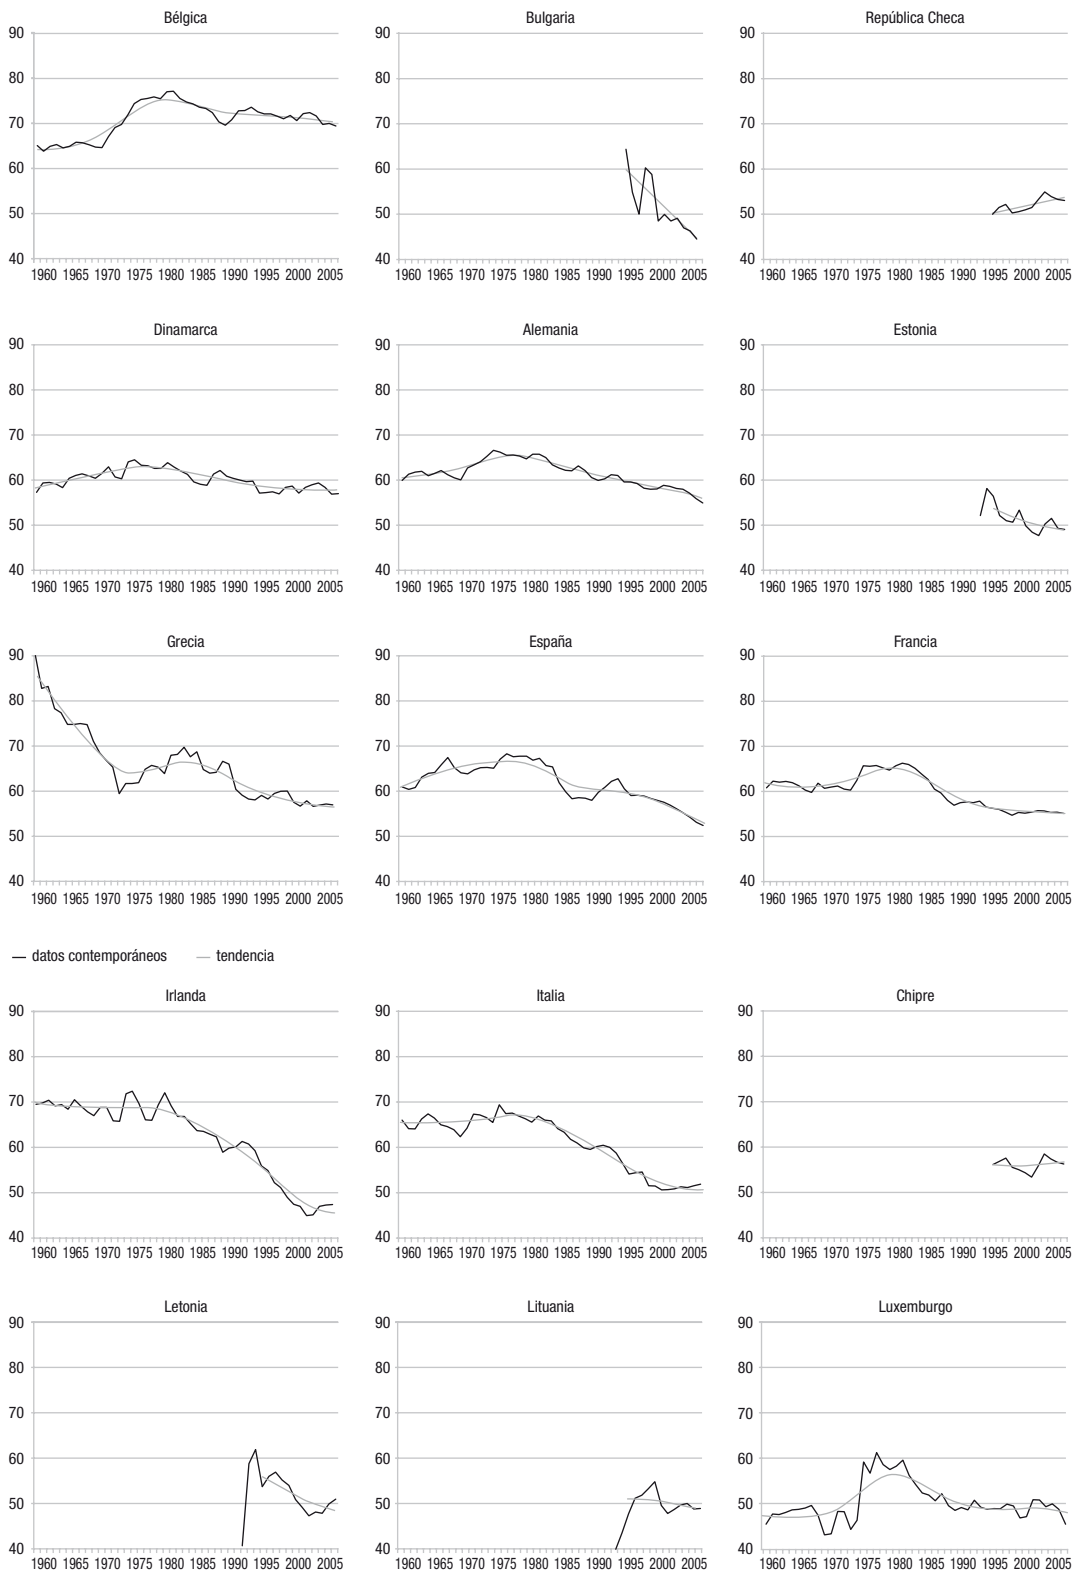 Bélgica Bulgaria República Checa
90 90 90
80 80 80
70 70 70
60 60 60
50 50 50
40 40 40
1960 1965 1970 1975 1980 1985 1990 1995 2000 2005 1960 1965 1970 1975 1980 1985 1990 1995 2000 2005 1960 1965 1970 1975 1980 1985 1990 1995 2000 2005
Dinamarca Alemania Estonia
90 90 90
80 80 80
70 70 70
60 60 60
50 50 50
40 40 40
1960 1965 1970 1975 1980 1985 1990 1995 2000 2005 1960 1965 1970 1975 1980 1985 1990 1995 2000 2005 1960 1965 1970 1975 1980 1985 1990 1995 2000 2005
Grecia España Francia
90 90 90
80 80 80
70 70 70
60 60 60
50 50 50
40 40 40
1960 1965 1970 1975 1980 1985 1990 1995 2000 2005 1960 1965 1970 1975 1980 1985 1990 1995 2000 2005 1960 1965 1970 1975 1980 1985 1990 1995 2000 2005
datos contemporáneos tendencia
Irlanda Italia Chipre
90 90 90
80 80 80
70 70 70
60 60 60
50 50 50
40 40 40
1960 1965 1970 1975 1980 1985 1990 1995 2000 2005 1960 1965 1970 1975 1980 1985 1990 1995 2000 2005 1960 1965 1970 1975 1980 1985 1990 1995 2000 2005
Letonia Lituania Luxemburgo
90 90 90
80 80 80
70 70 70
60 60 60
50 50 50
40 40 40
1960 1965 1970 1975 1980 1985 1990 1995 2000 2005 1960 1965 1970 1975 1980 1985 1990 1995 2000 2005 1960 1965 1970 1975 1980 1985 1990 1995 2000 2005